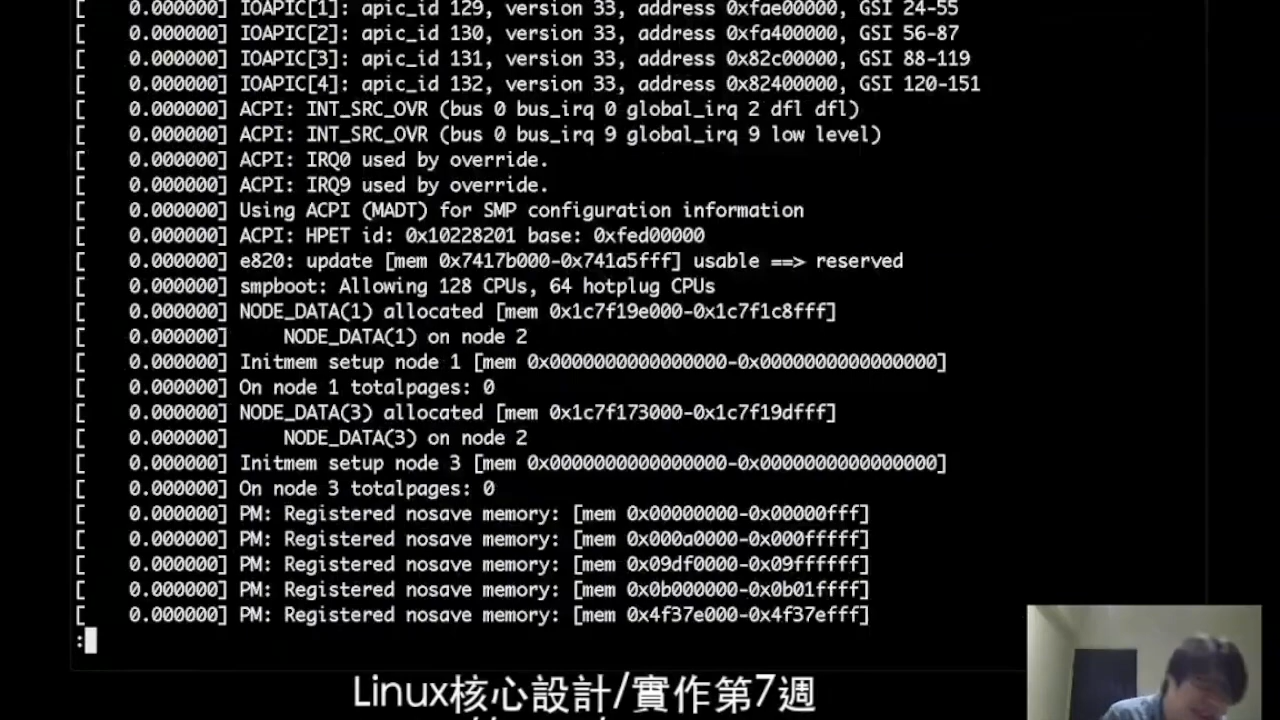 [    0.000000] IOAPIC[1]: apic_id 129, version 33, address 0xfae00000, GSI 24-55
[    0.000000] IOAPIC[2]: apic_id 130, version 33, address 0xfa400000, GSI 56-87
[    0.000000] IOAPIC[3]: apic_id 131, version 33, address 0x82c00000, GSI 88-119
[    0.000000] IOAPIC[4]: apic_id 132, version 33, address 0x82400000, GSI 120-151
[    0.000000] ACPI: INT_SRC_OVR (bus 0 bus_irq 0 global_irq 2 dfl dfl)
[    0.000000] ACPI: INT_SRC_OVR (bus 0 bus_irq 9 global_irq 9 low level)
[    0.000000] ACPI: IRQ0 used by override.
[    0.000000] ACPI: IRQ9 used by override.
[    0.000000] Using ACPI (MADT) for SMP configuration information
[    0.000000] ACPI: HPET id: 0x10228201 base: 0xfed00000
[    0.000000] e820: update [mem 0x7417b000-0x741a5fff] usable ==> reserved
[    0.000000] smpboot: Allowing 128 CPUs, 64 hotplug CPUs
[    0.000000] NODE_DATA(1) allocated [mem 0x1c7f19e000-0x1c7f1c8fff]
[    0.000000]     NODE_DATA(1) on node 2
[    0.000000] Initmem setup node 1 [mem 0x0000000000000000-0x0000000000000000]
[    0.000000] On node 1 totalpages: 0
[    0.000000] NODE_DATA(3) allocated [mem 0x1c7f173000-0x1c7f19dfff]
[    0.000000]     NODE_DATA(3) on node 2
[    0.000000] Initmem setup node 3 [mem 0x0000000000000000-0x0000000000000000]
[    0.000000] On node 3 totalpages: 0
[    0.000000] PM: Registered nosave memory: [mem 0x00000000-0x00000fff]
[    0.000000] PM: Registered nosave memory: [mem 0x000a0000-0x000fffff]
[    0.000000] PM: Registered nosave memory: [mem 0x09df0000-0x09ffffff]
[    0.000000] PM: Registered nosave memory: [mem 0x0b000000-0x0b01ffff]
[    0.000000] PM: Registered nosave memory: [mem 0x4f37e000-0x4f37efff]
:
Linux核心設計/實作第7週